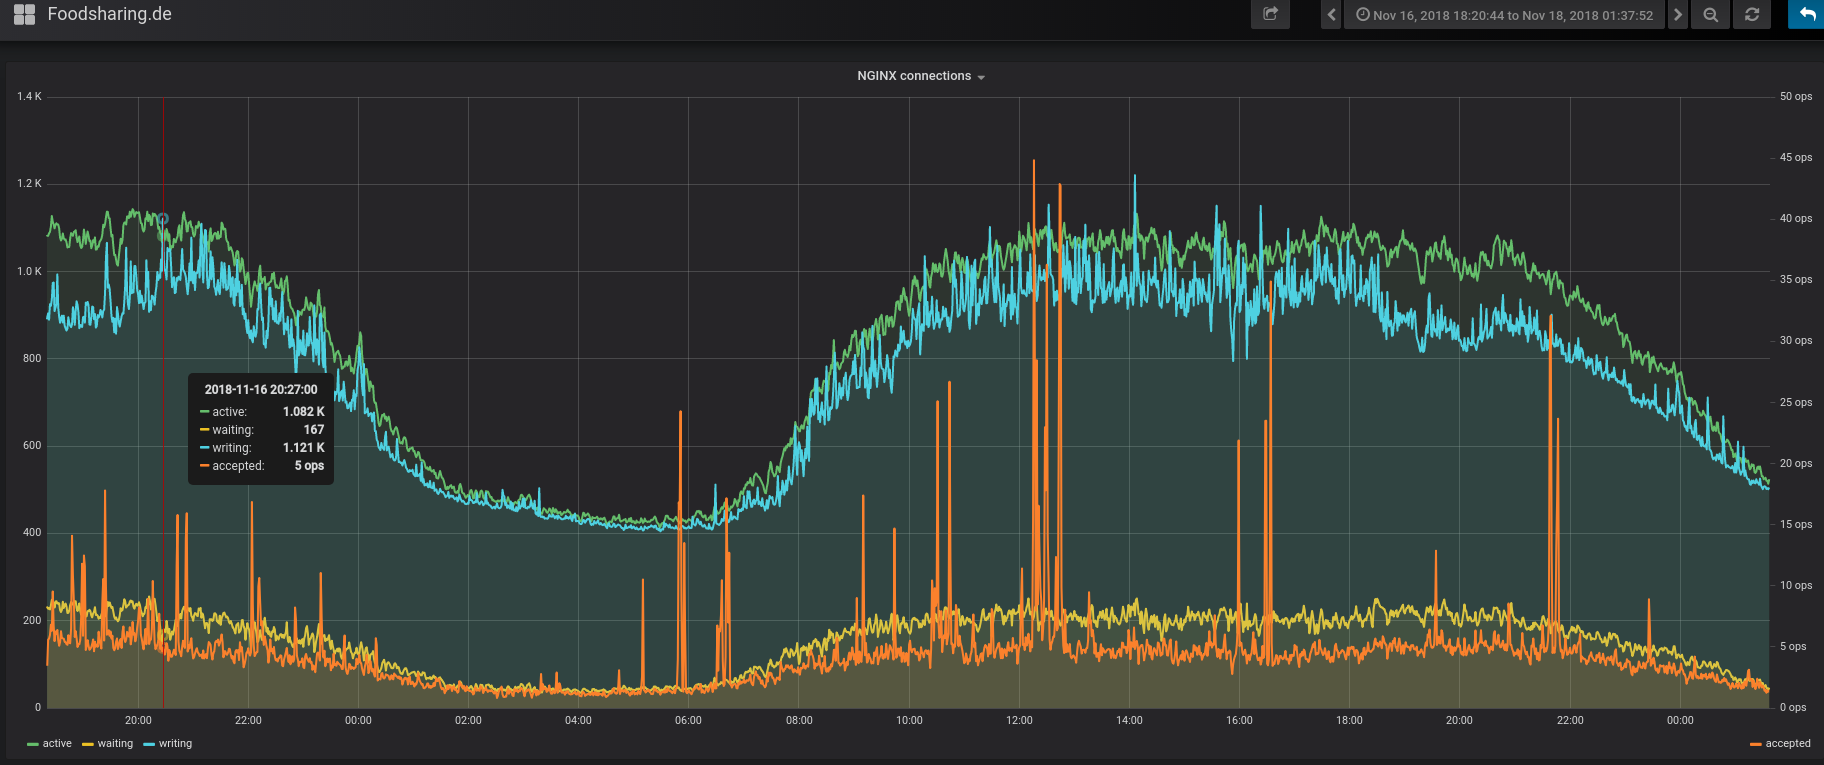 Foodsharing.de
Nov 16, 2018 18:20:44 to Nov 18, 2018 01:37:52
NGINX connections
1.4 K
1.2 K
1.0 K
800
600
400
200
0
50 ops
45 ops
40 ops
35 ops
30 ops
25 ops
20 ops
15 ops
10 ops
5 ops
0 ops
2018-11-16 20:27:00
active: 1.082 K
waiting: 167
writing: 1.121 K
accepted: 5 ops
20:00 22:00 00:00 02:00 04:00 06:00 08:00 10:00 12:00 14:00 16:00 18:00 20:00 22:00 00:00
active waiting writing accepted